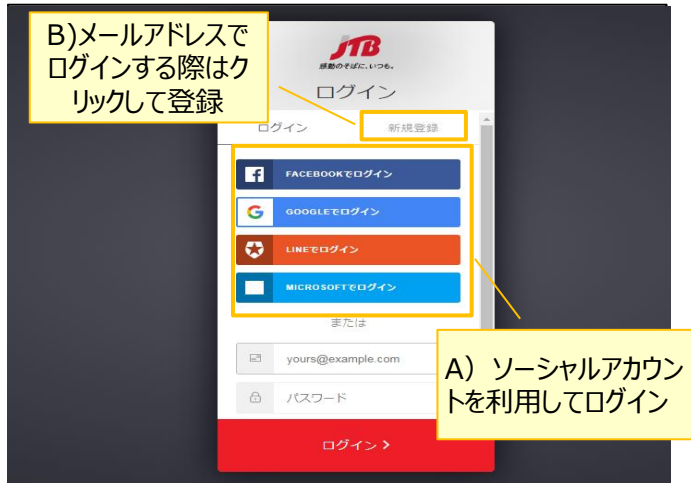 B)メールアドレスで
ログインする際はク
リックして登録
JTB
感動のそばに、いつも。
ログイン
ログイン
新規登録
FACEBOOKでログイン
GOOGLEでログイン
LINEでログイン
MICROSOFTでログイン
または
yours@example.com
パスワード
A) ソーシャルアカウン
トを利用してログイン
ログイン >